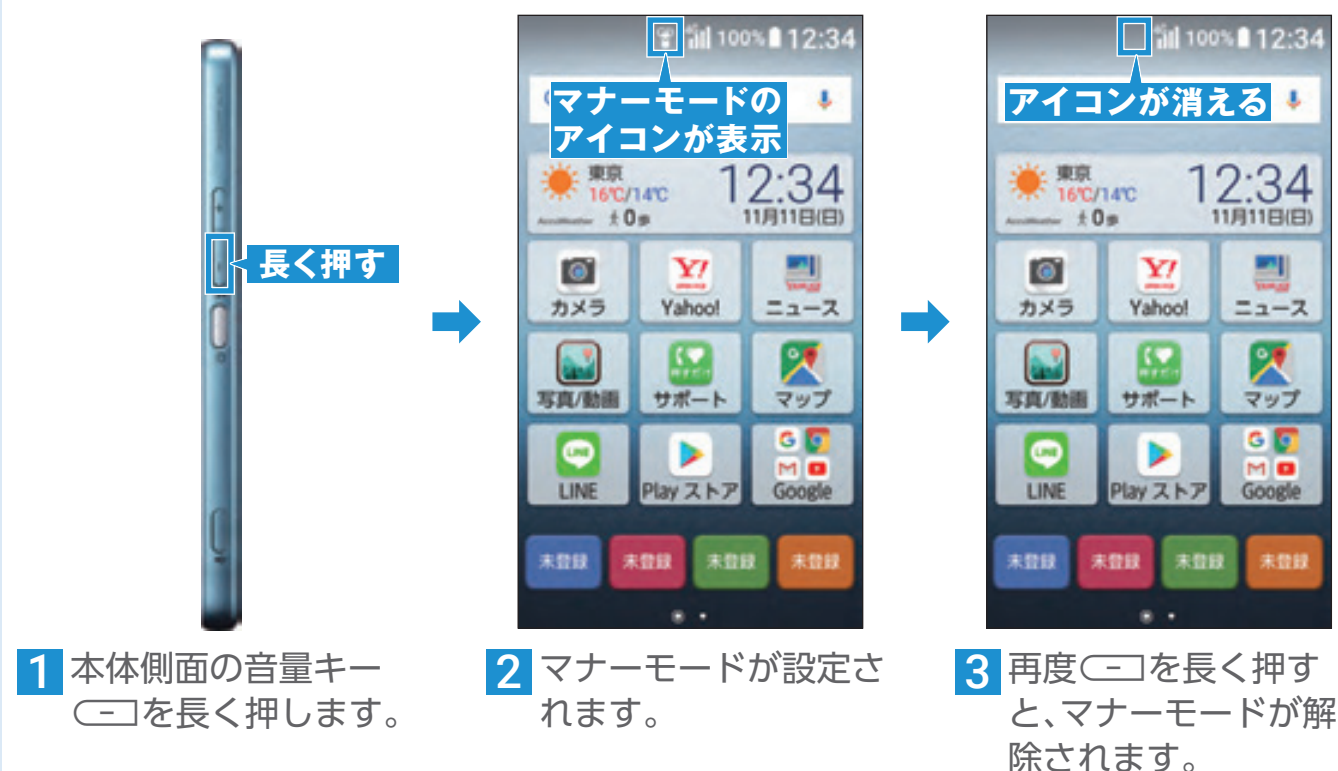 長く押す
100% 12:34
マナーモードの
アイコンが表示
東京
16℃/14℃
12:34
AccuWeather
0歩
11月11日(日)
カメラ
Yahoo!
ニュース
写真/動画
サポート
マップ
LINE
Play ストア
Google
未登録
未登録
未登録
未登録
100% 12:34
アイコンが消える
東京
16℃/14℃
12:34
AccuWeather
0歩
11月11日(日)
カメラ
Yahoo!
ニュース
写真/動画
サポート
マップ
LINE
Play ストア
Google
未登録
未登録
未登録
未登録
1 本体側面の音量キー
(-)を長く押します。
2 マナーモードが設定さ
れます。
3 再度(-)を長く押す
と、マナーモードが解
除されます。